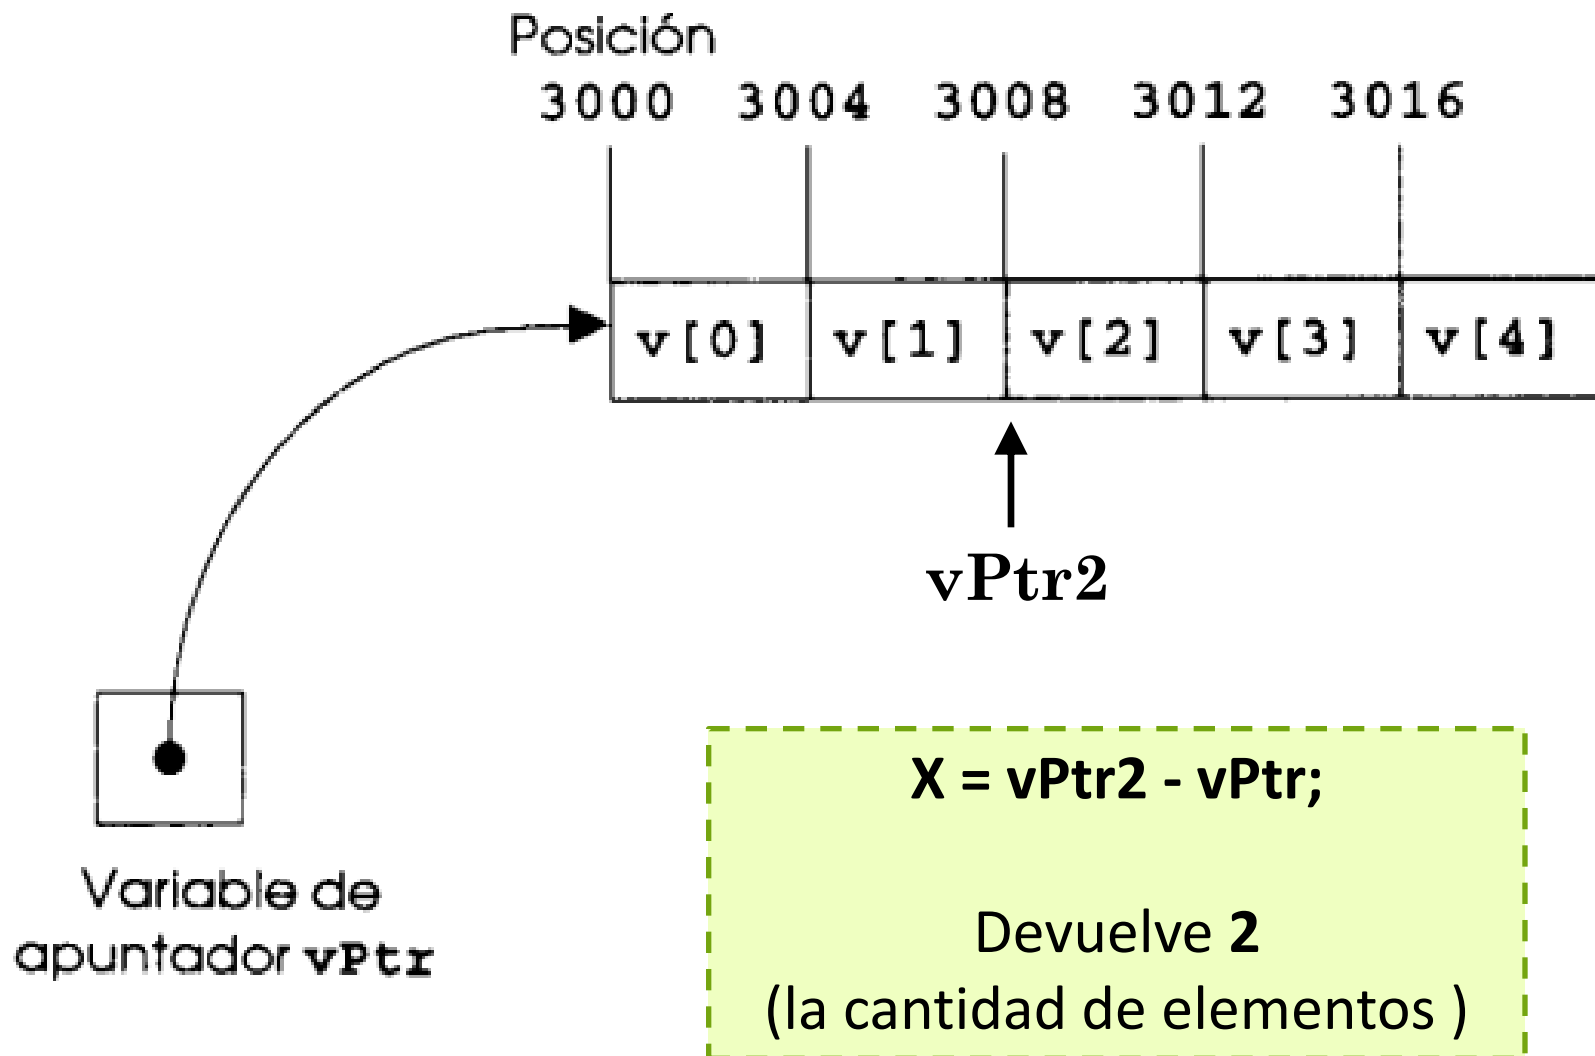 Posición
3000 3004 3008 3012 3016
v[0] v[1] v[2] v[3] v[4]
vPtr2
Variable de
apuntador vPtr
X = vPtr2 - vPtr;
Devuelve 2
(la cantidad de elementos )